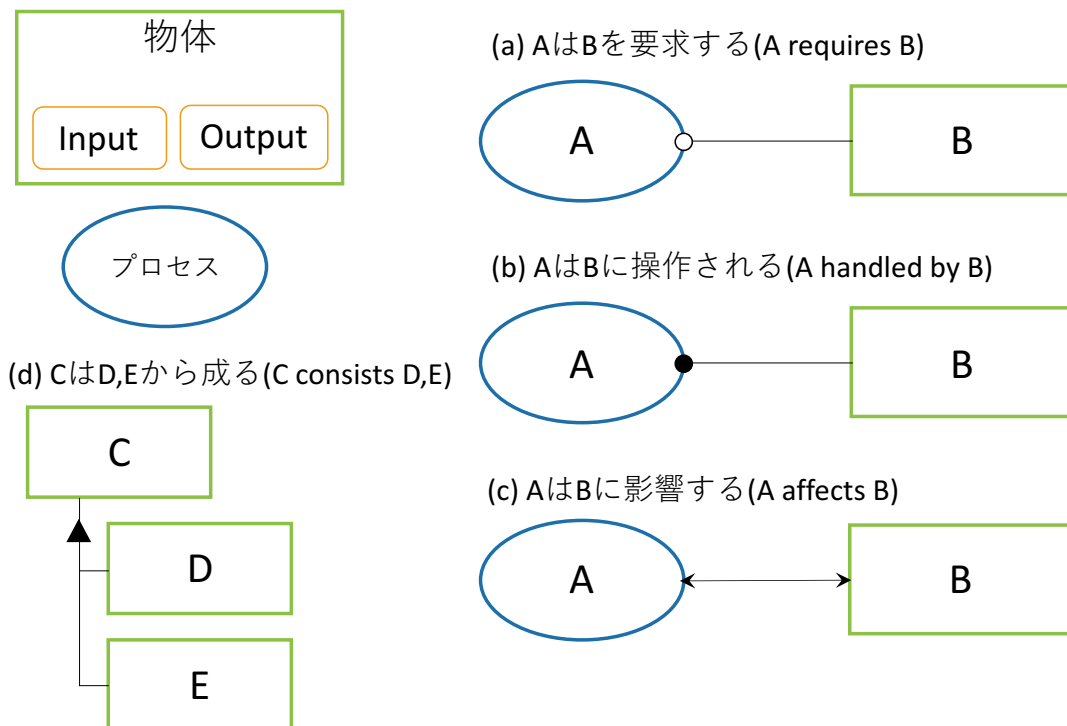 物体
Input
Output
プロセス
(d) CはD,Eから成る(C consists D,E)
C
D
E
(a) AはBを要求する(A requires B)
A
B
(b) AはBに操作される(A handled by B)
A
B
(c) AはBに影響する(A affects B)
A
B